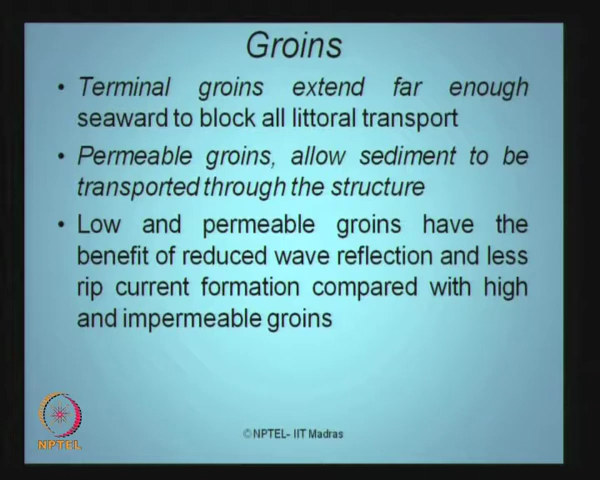 Groins
• Terminal groins extend far enough
seaward to block all littoral transport
• Permeable groins, allow sediment to be
transported through the structure
• Low and permeable groins have the
benefit of reduced wave reflection and less
rip current formation compared with high
and impermeable groins
NPTEL
©NPTEL- IIT Madras